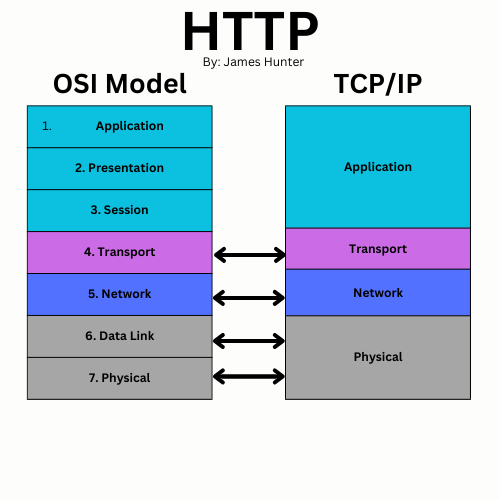 HTTP
By: James Hunter
OSI Model
TCP/IP
1. Application
2. Presentation
3. Session
4. Transport
5. Network
6. Data Link
7. Physical
Application
Transport
Network
Physical